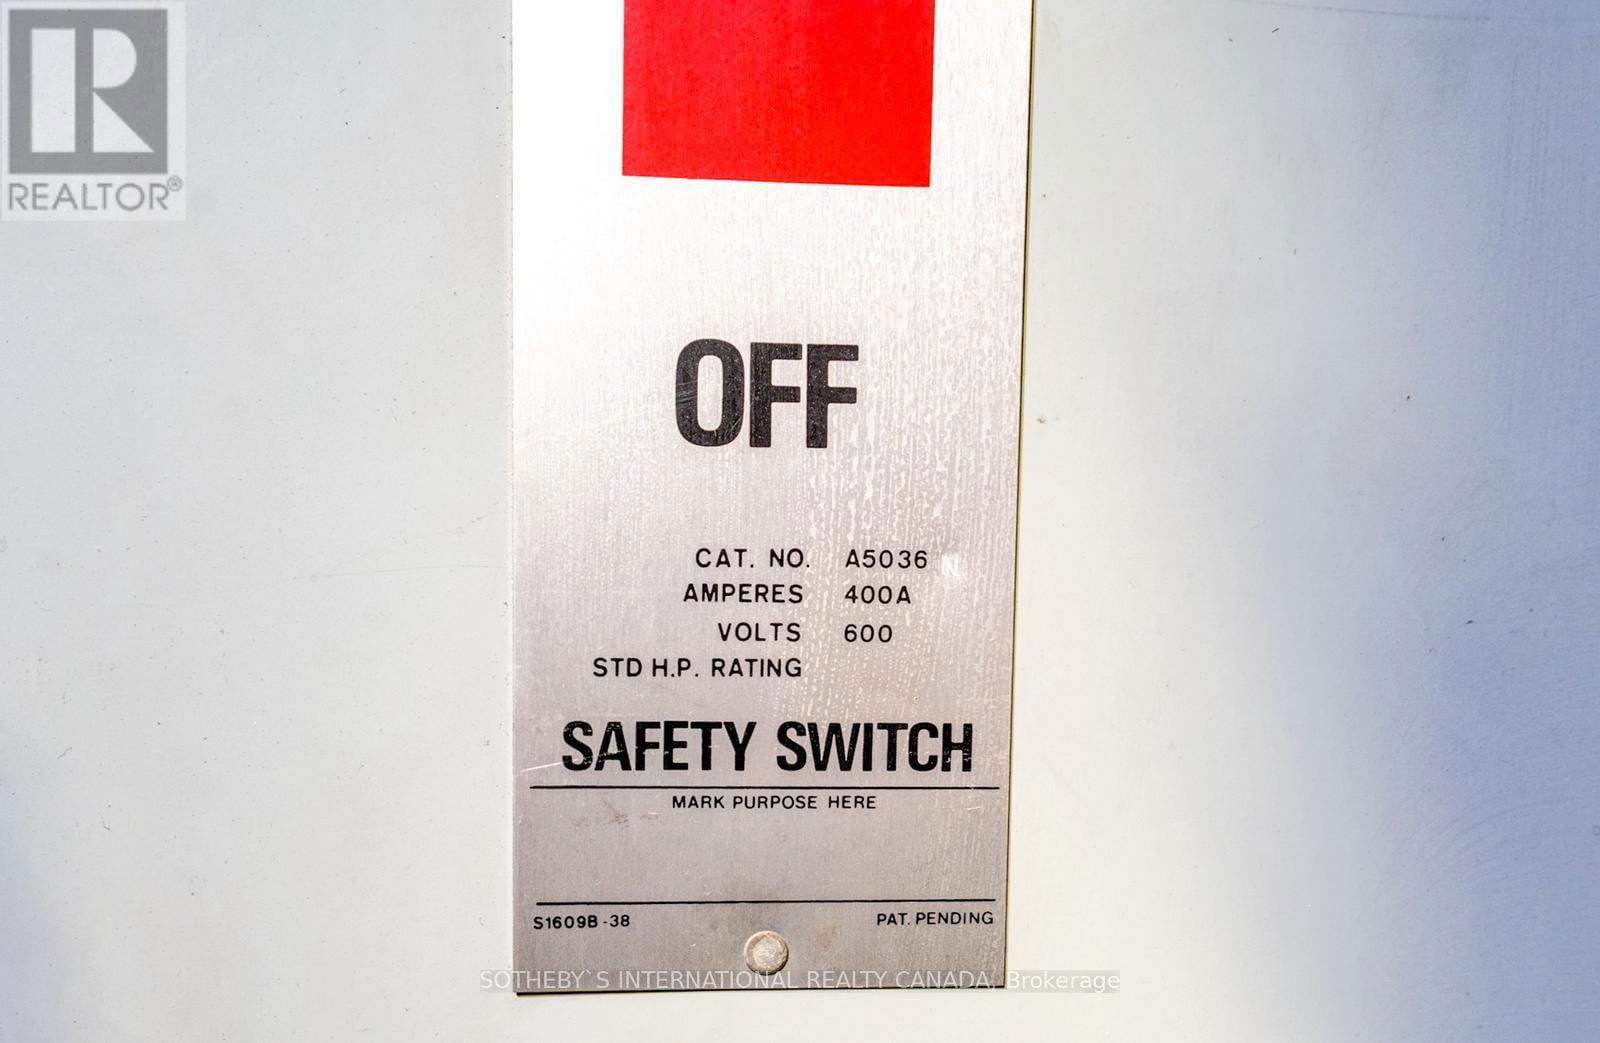 REALTOR®
OFF
CAT. NO. A5036 N
AMPERES 400A
VOLTS 600
STD H.P. RATING
SAFETY SWITCH
MARK PURPOSE HERE
S1609B-38 PAT. PENDING
SOTHEBY`S INTERNATIONAL REALTY CANADA, Brokerage